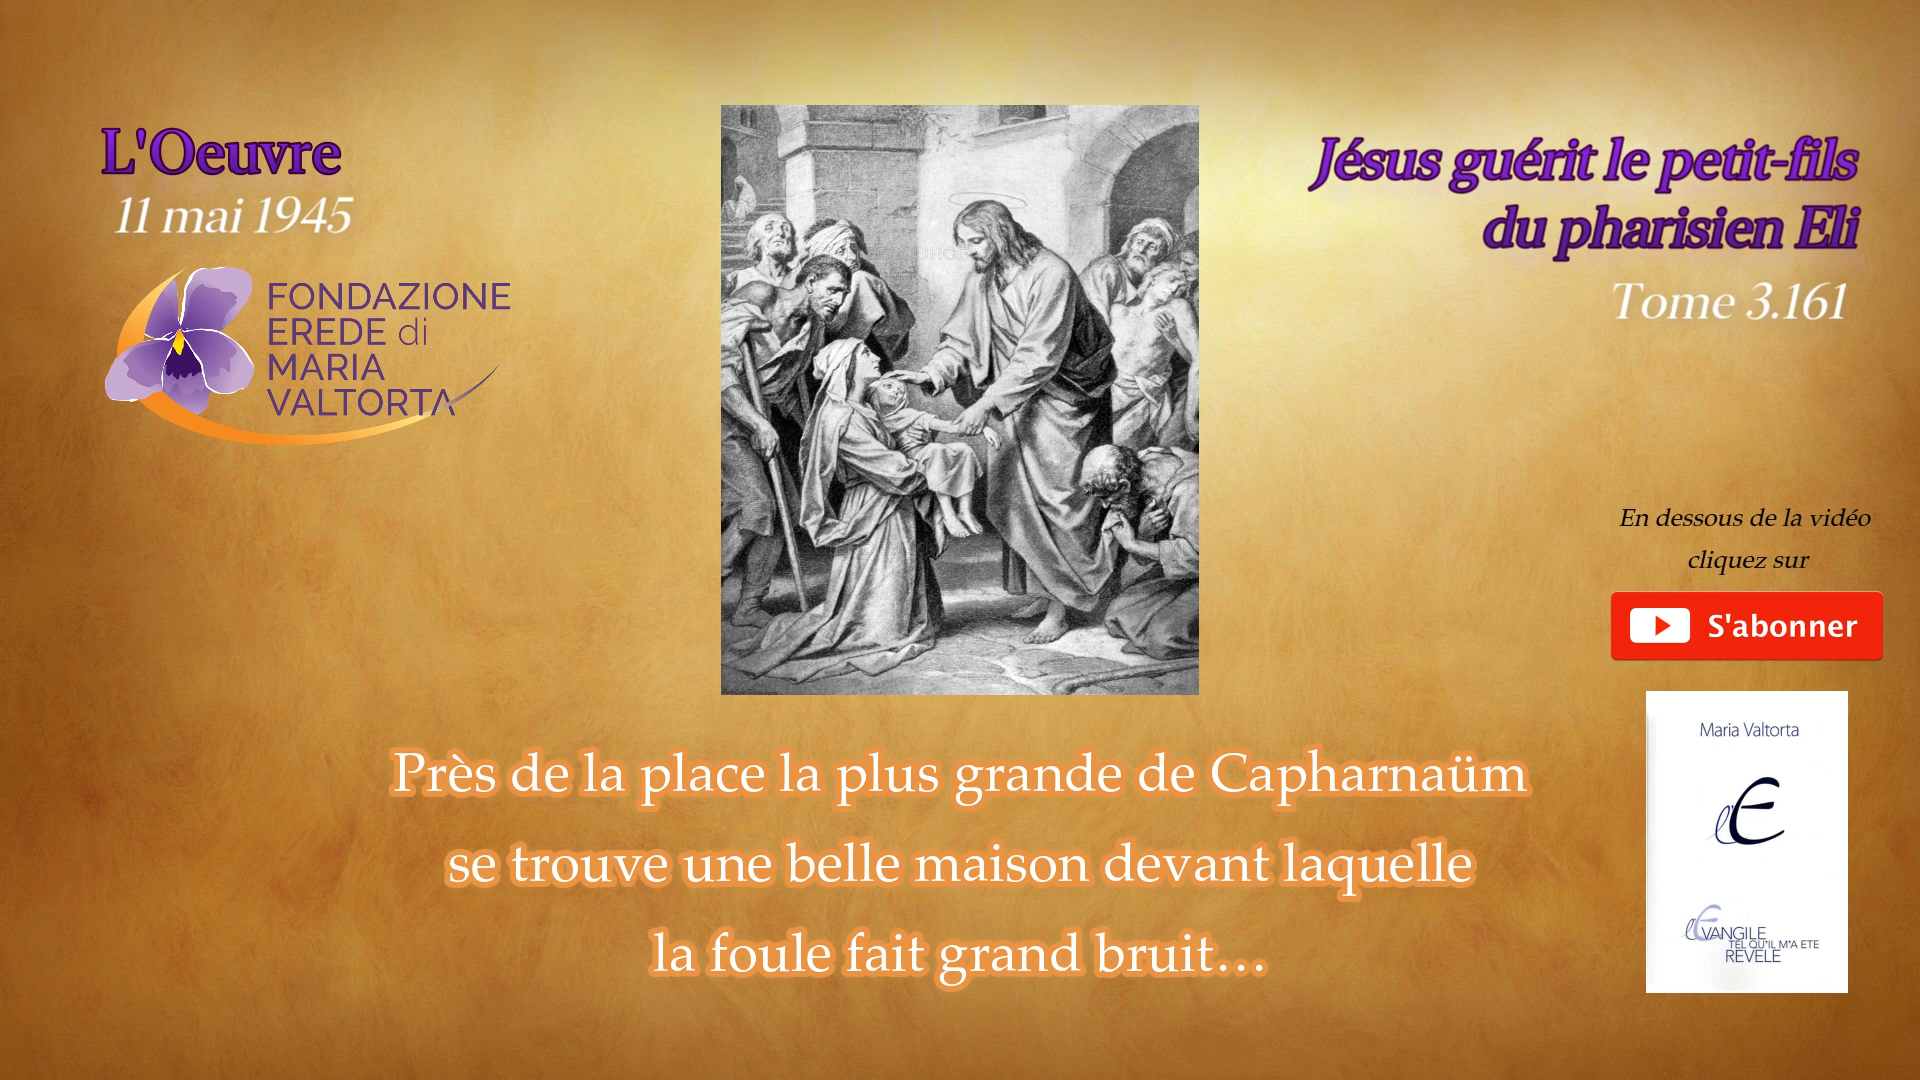 L'Oeuvre
11 mai 1945
FONDAZIONE
EREDE di
MARIA
VALTORTA
Jésus guérit le petit-fils
du pharisien Eli
Tome 3.161
En dessous de la vidéo
cliquez sur
S'abonner
Maria Valtorta
l'É
l'ÉVANGILE
TEL QU'IL M'A ETE
REVELE
Près de la place la plus grande de Capharnaüm
se trouve une belle maison devant laquelle
la foule fait grand bruit…